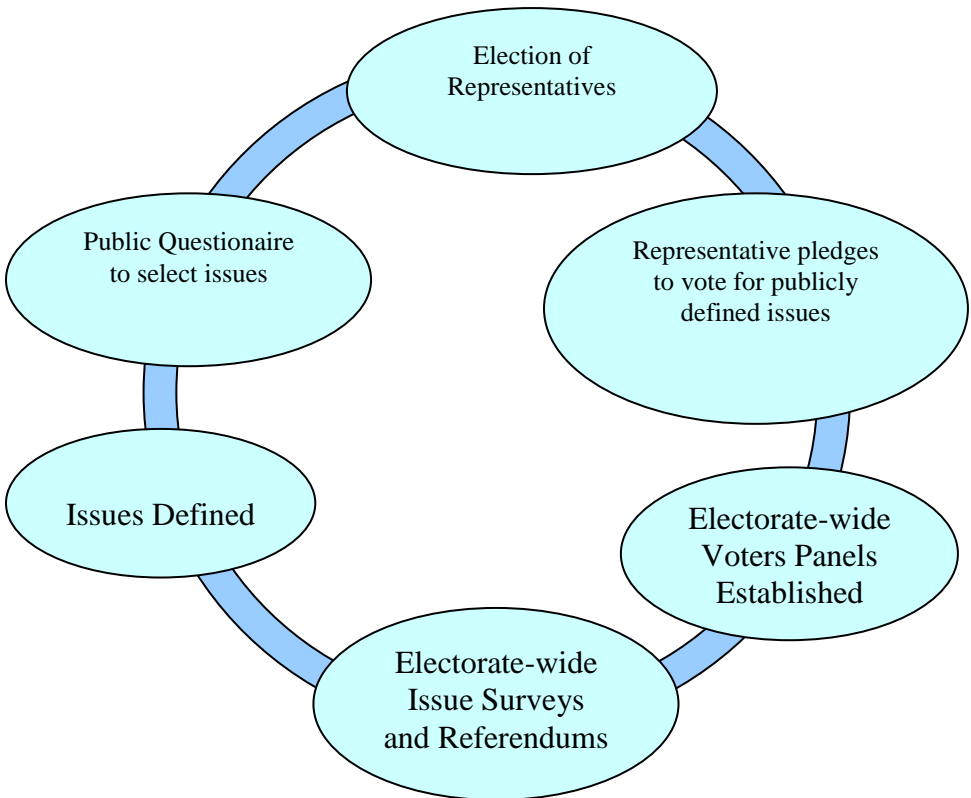 Election of
Representatives
Representative pledges
to vote for publicly
defined issues
Electorate-wide
Voters Panels
Established
Electorate-wide
Issue Surveys
and Referendums
Issues Defined
Public Questionaire
to select issues